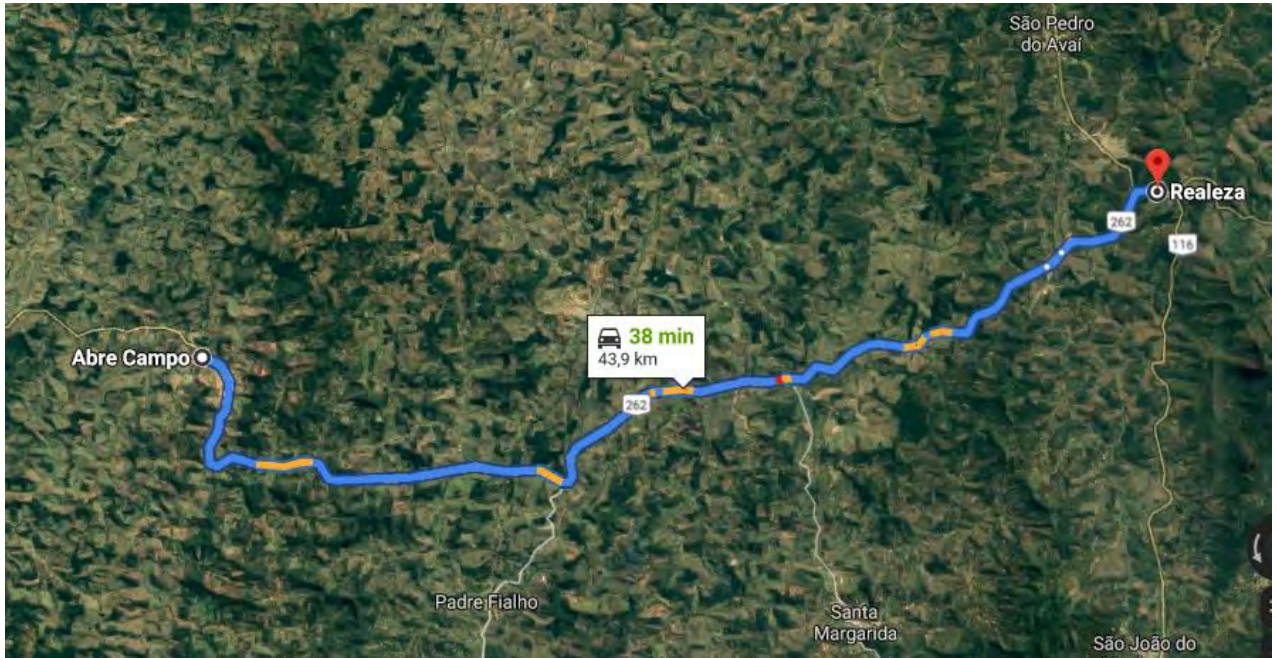 São Pedro
do Avaí
Realeza
262
116
Abre Campo
38 min
43,9 km
262
Padre Fialho
Santa
Margarida
São João do